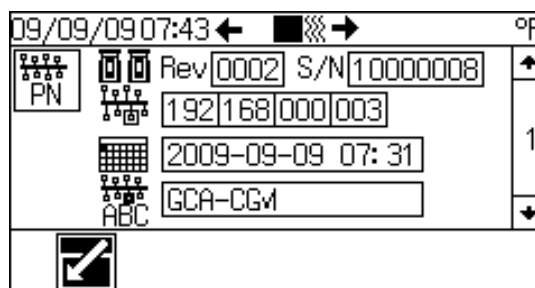 09/09/09 07:43 °F
PN Rev 0002 S/N 10000008
192 168 000 003
1
2009-09-09 07:31
ABC GCA-CGM